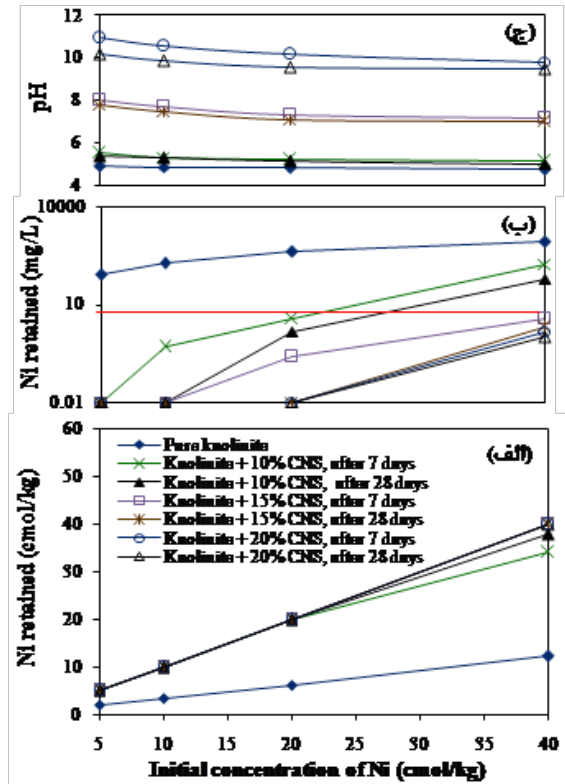 12
10
8
6
4
pH
(ج)
10000
10
0.01
Ni retained (mg/L)
(ب)
60
50
40
30
20
10
0
Ni retained (cmol/kg)
(الف)
Pure kaolinite
Kaolinite + 10% CNS, after 7 days
Kaolinite + 10% CNS, after 28 days
Kaolinite + 15% CNS, after 7 days
Kaolinite + 15% CNS, after 28 days
Kaolinite + 20% CNS, after 7 days
Kaolinite + 20% CNS, after 28 days
5 10 15 20 25 30 35 40
Initial concentration of Ni (cmol/kg)